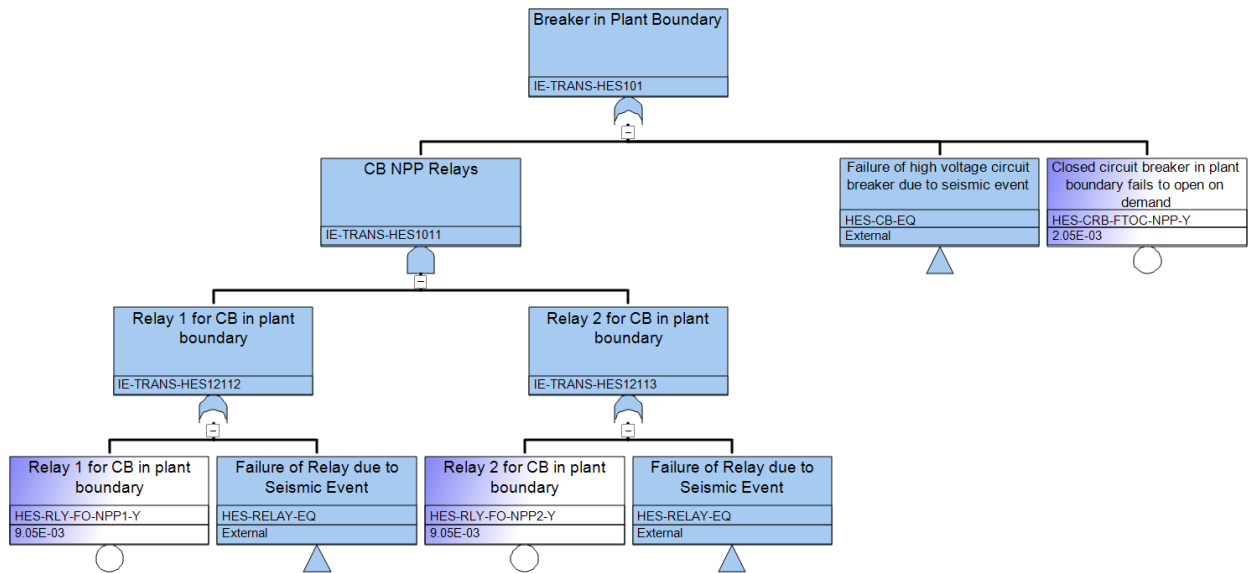 Breaker in Plant Boundary
IE-TRANS-HES101
CB NPP Relays
IE-TRANS-HES1011
Failure of high voltage circuit
breaker due to seismic event
HES-CB-EQ
External
Closed circuit breaker in plant
boundary fails to open on
demand
HES-CRB-FTOC-NPP-Y
2.05E-03
Relay 1 for CB in plant
boundary
IE-TRANS-HES12112
Relay 2 for CB in plant
boundary
IE-TRANS-HES12113
Relay 1 for CB in plant
boundary
HES-RLY-FO-NPP1-Y
9.05E-03
Failure of Relay due to
Seismic Event
HES-RELAY-EQ
External
Relay 2 for CB in plant
boundary
HES-RLY-FO-NPP2-Y
9.05E-03
Failure of Relay due to
Seismic Event
HES-RELAY-EQ
External